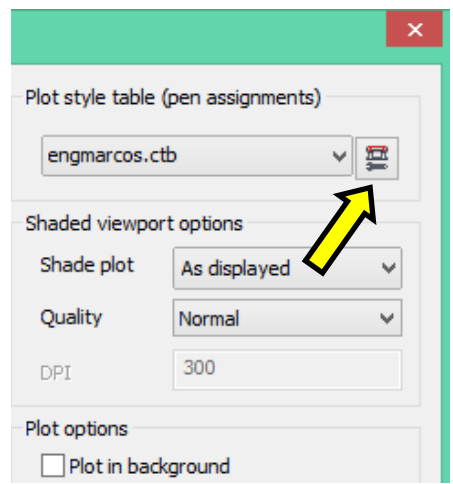 Plot style table (pen assignments)
engmarcos.ctb
Shaded viewport options
Shade plot As displayed
Quality Normal
DPI 300
Plot options
Plot in background